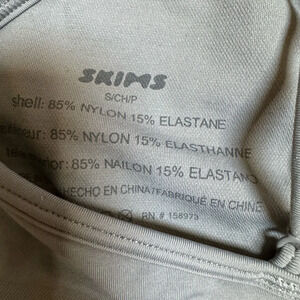 SKIMS
S/CH/P
shell: 85% NYLON 15% ELASTANE
85% NYLON 15% ELASTHANNE
85% NAILON 15% ELASTANO
HECHO EN CHINA/FABRIQUÉ EN CHINE
RN # 158973